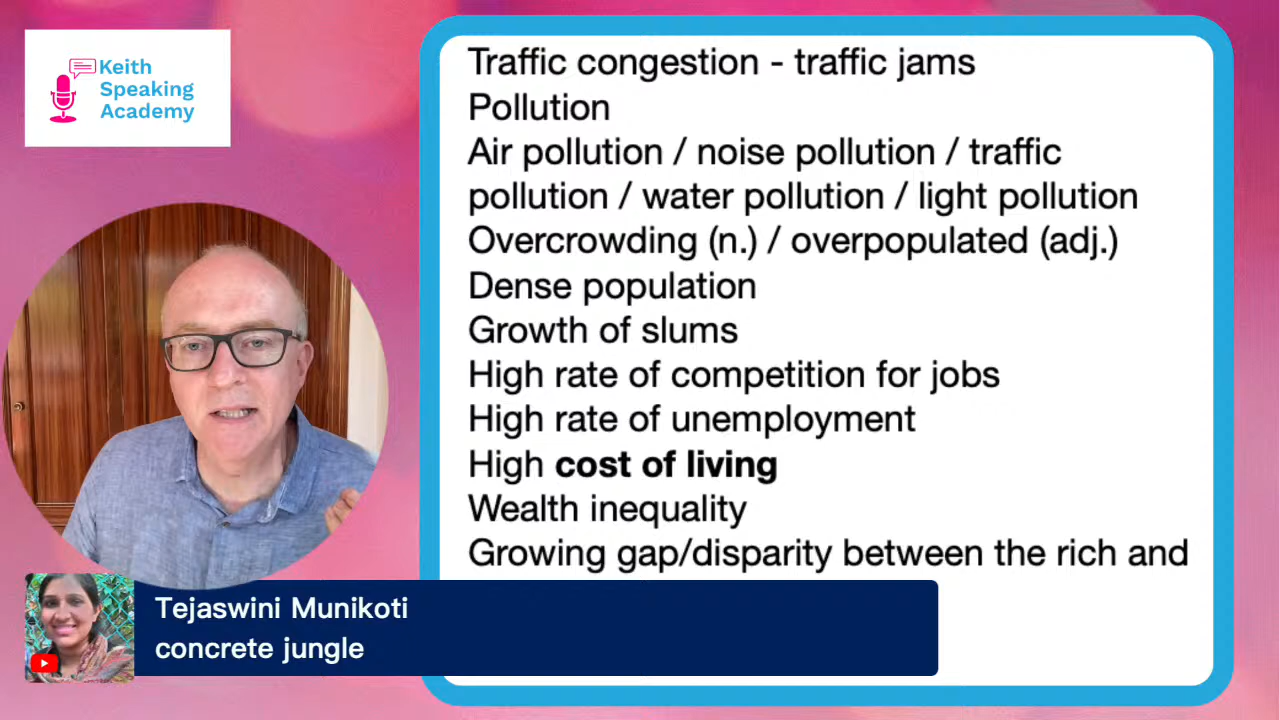 Keith
Speaking
Academy
Traffic congestion - traffic jams
Pollution
Air pollution / noise pollution / traffic
pollution / water pollution / light pollution
Overcrowding (n.) / overpopulated (adj.)
Dense population
Growth of slums
High rate of competition for jobs
High rate of unemployment
High cost of living
Wealth inequality
Growing gap/disparity between the rich and
Tejaswini Munikoti
concrete jungle